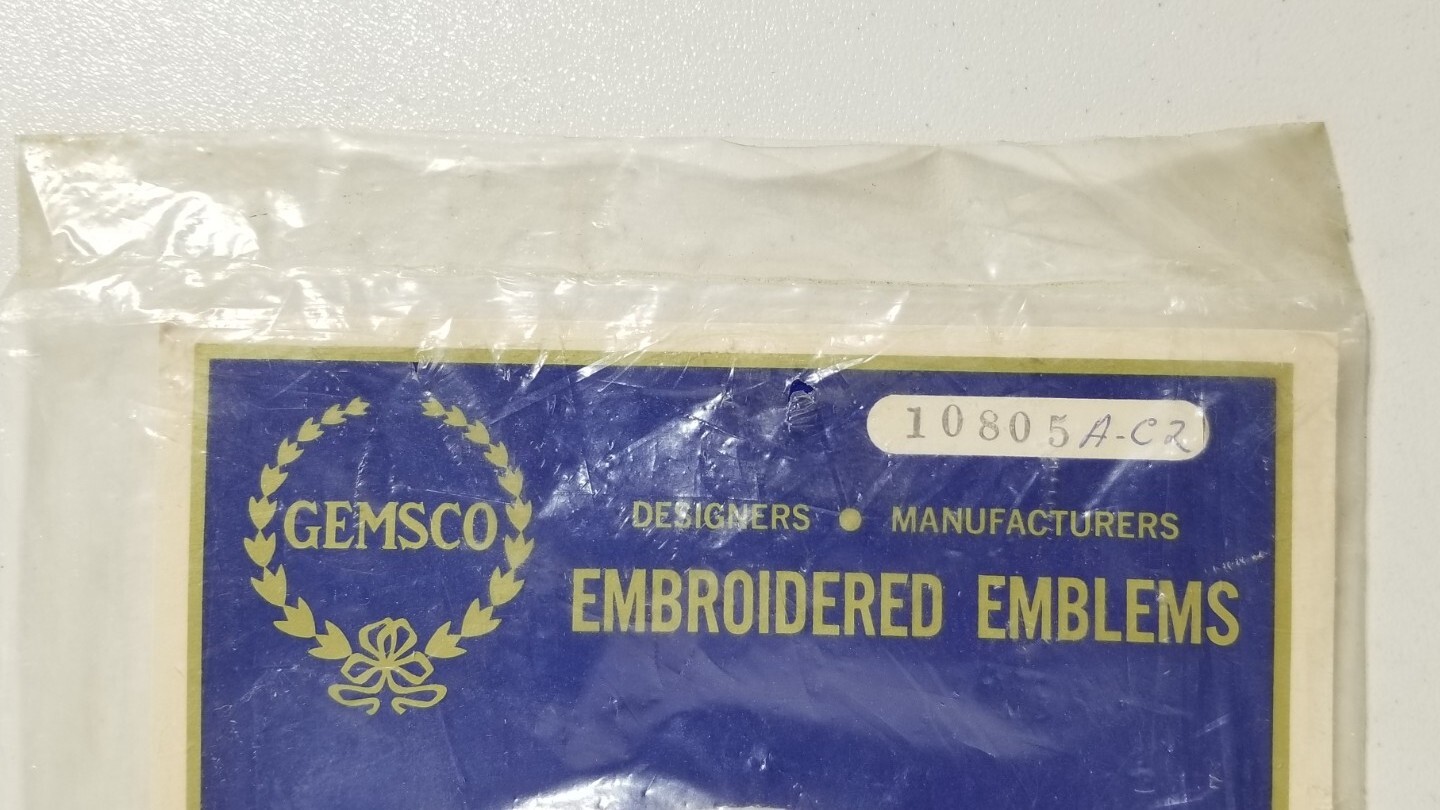 10805A-C2
GEMSCO
DESIGNERS • MANUFACTURERS
EMBROIDERED EMBLEMS